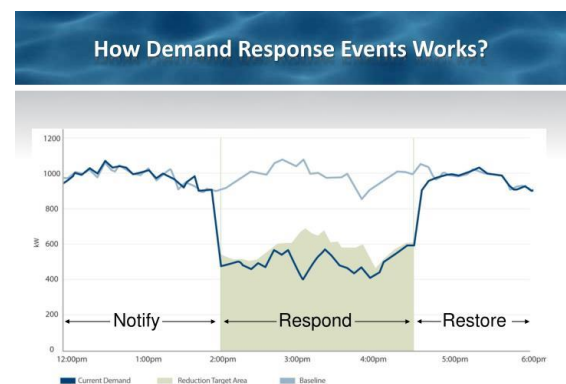 How Demand Response Events Works?
1200
1000
800
600
400
200
0
kW
Notify
Respond
Restore
12:00pm 1:00pm 2:00pm 3:00pm 4:00pm 5:00pm 6:00pm
Current Demand Reduction Target Area Baseline